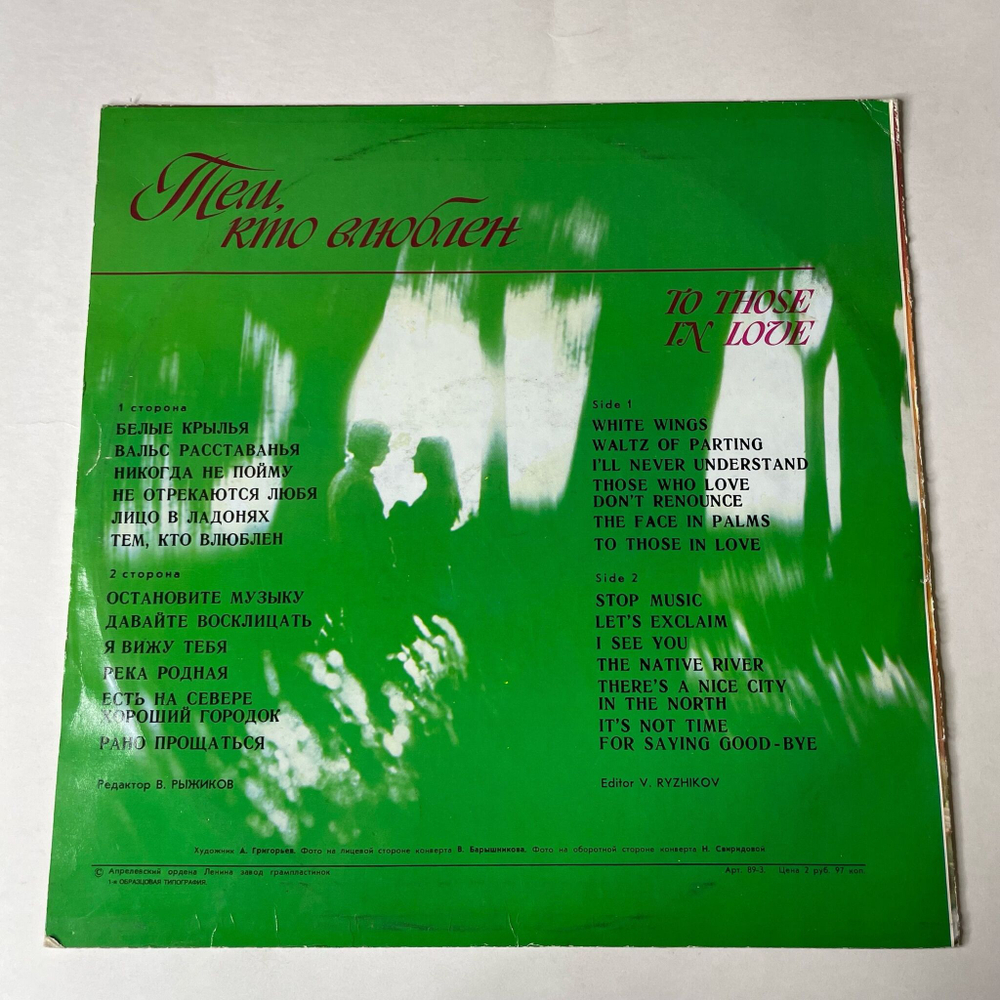 Тем,
кто влюблен
TO THOSE
IN LOVE
1 сторона
БЕЛЫЕ КРЫЛЬЯ
ВАЛЬС РАССТАВАНЬЯ
НИКОГДА НЕ ПОЙМУ
НЕ ОТРЕКАЮТСЯ ЛЮБЯ
ЛИЦО В ЛАДОНЯХ
ТЕМ, КТО ВЛЮБЛЕН
2 сторона
ОСТАНОВИТЕ МУЗЫКУ
ДАВАЙТЕ ВОСКЛИЦАТЬ
Я ВИЖУ ТЕБЯ
РЕКА РОДНАЯ
ЕСТЬ НА СЕВЕРЕ
ХОРОШИЙ ГОРОДОК
РАНО ПРОЩАТЬСЯ
Редактор В. РЫЖИКОВ
Side 1
WHITE WINGS
WALTZ OF PARTING
I'LL NEVER UNDERSTAND
THOSE WHO LOVE
DON'T RENOUNCE
THE FACE IN PALMS
TO THOSE IN LOVE
Side 2
STOP MUSIC
LET'S EXCLAIM
I SEE YOU
THE NATIVE RIVER
THERE'S A NICE CITY
IN THE NORTH
IT'S NOT TIME
FOR SAYING GOOD-BYE
Editor V. RYZHIKOV
Художник А. Григорьев. Фото на лицевой стороне конверта В. Барышникова. Фото на оборотной стороне конверта Н. Свиридовой
© Апрелевский ордена Ленина завод грампластинок
Арт. 89-3. Цена 2 руб. 97 коп.
1-я ОБРАЗЦОВАЯ ТИПОГРАФИЯ.